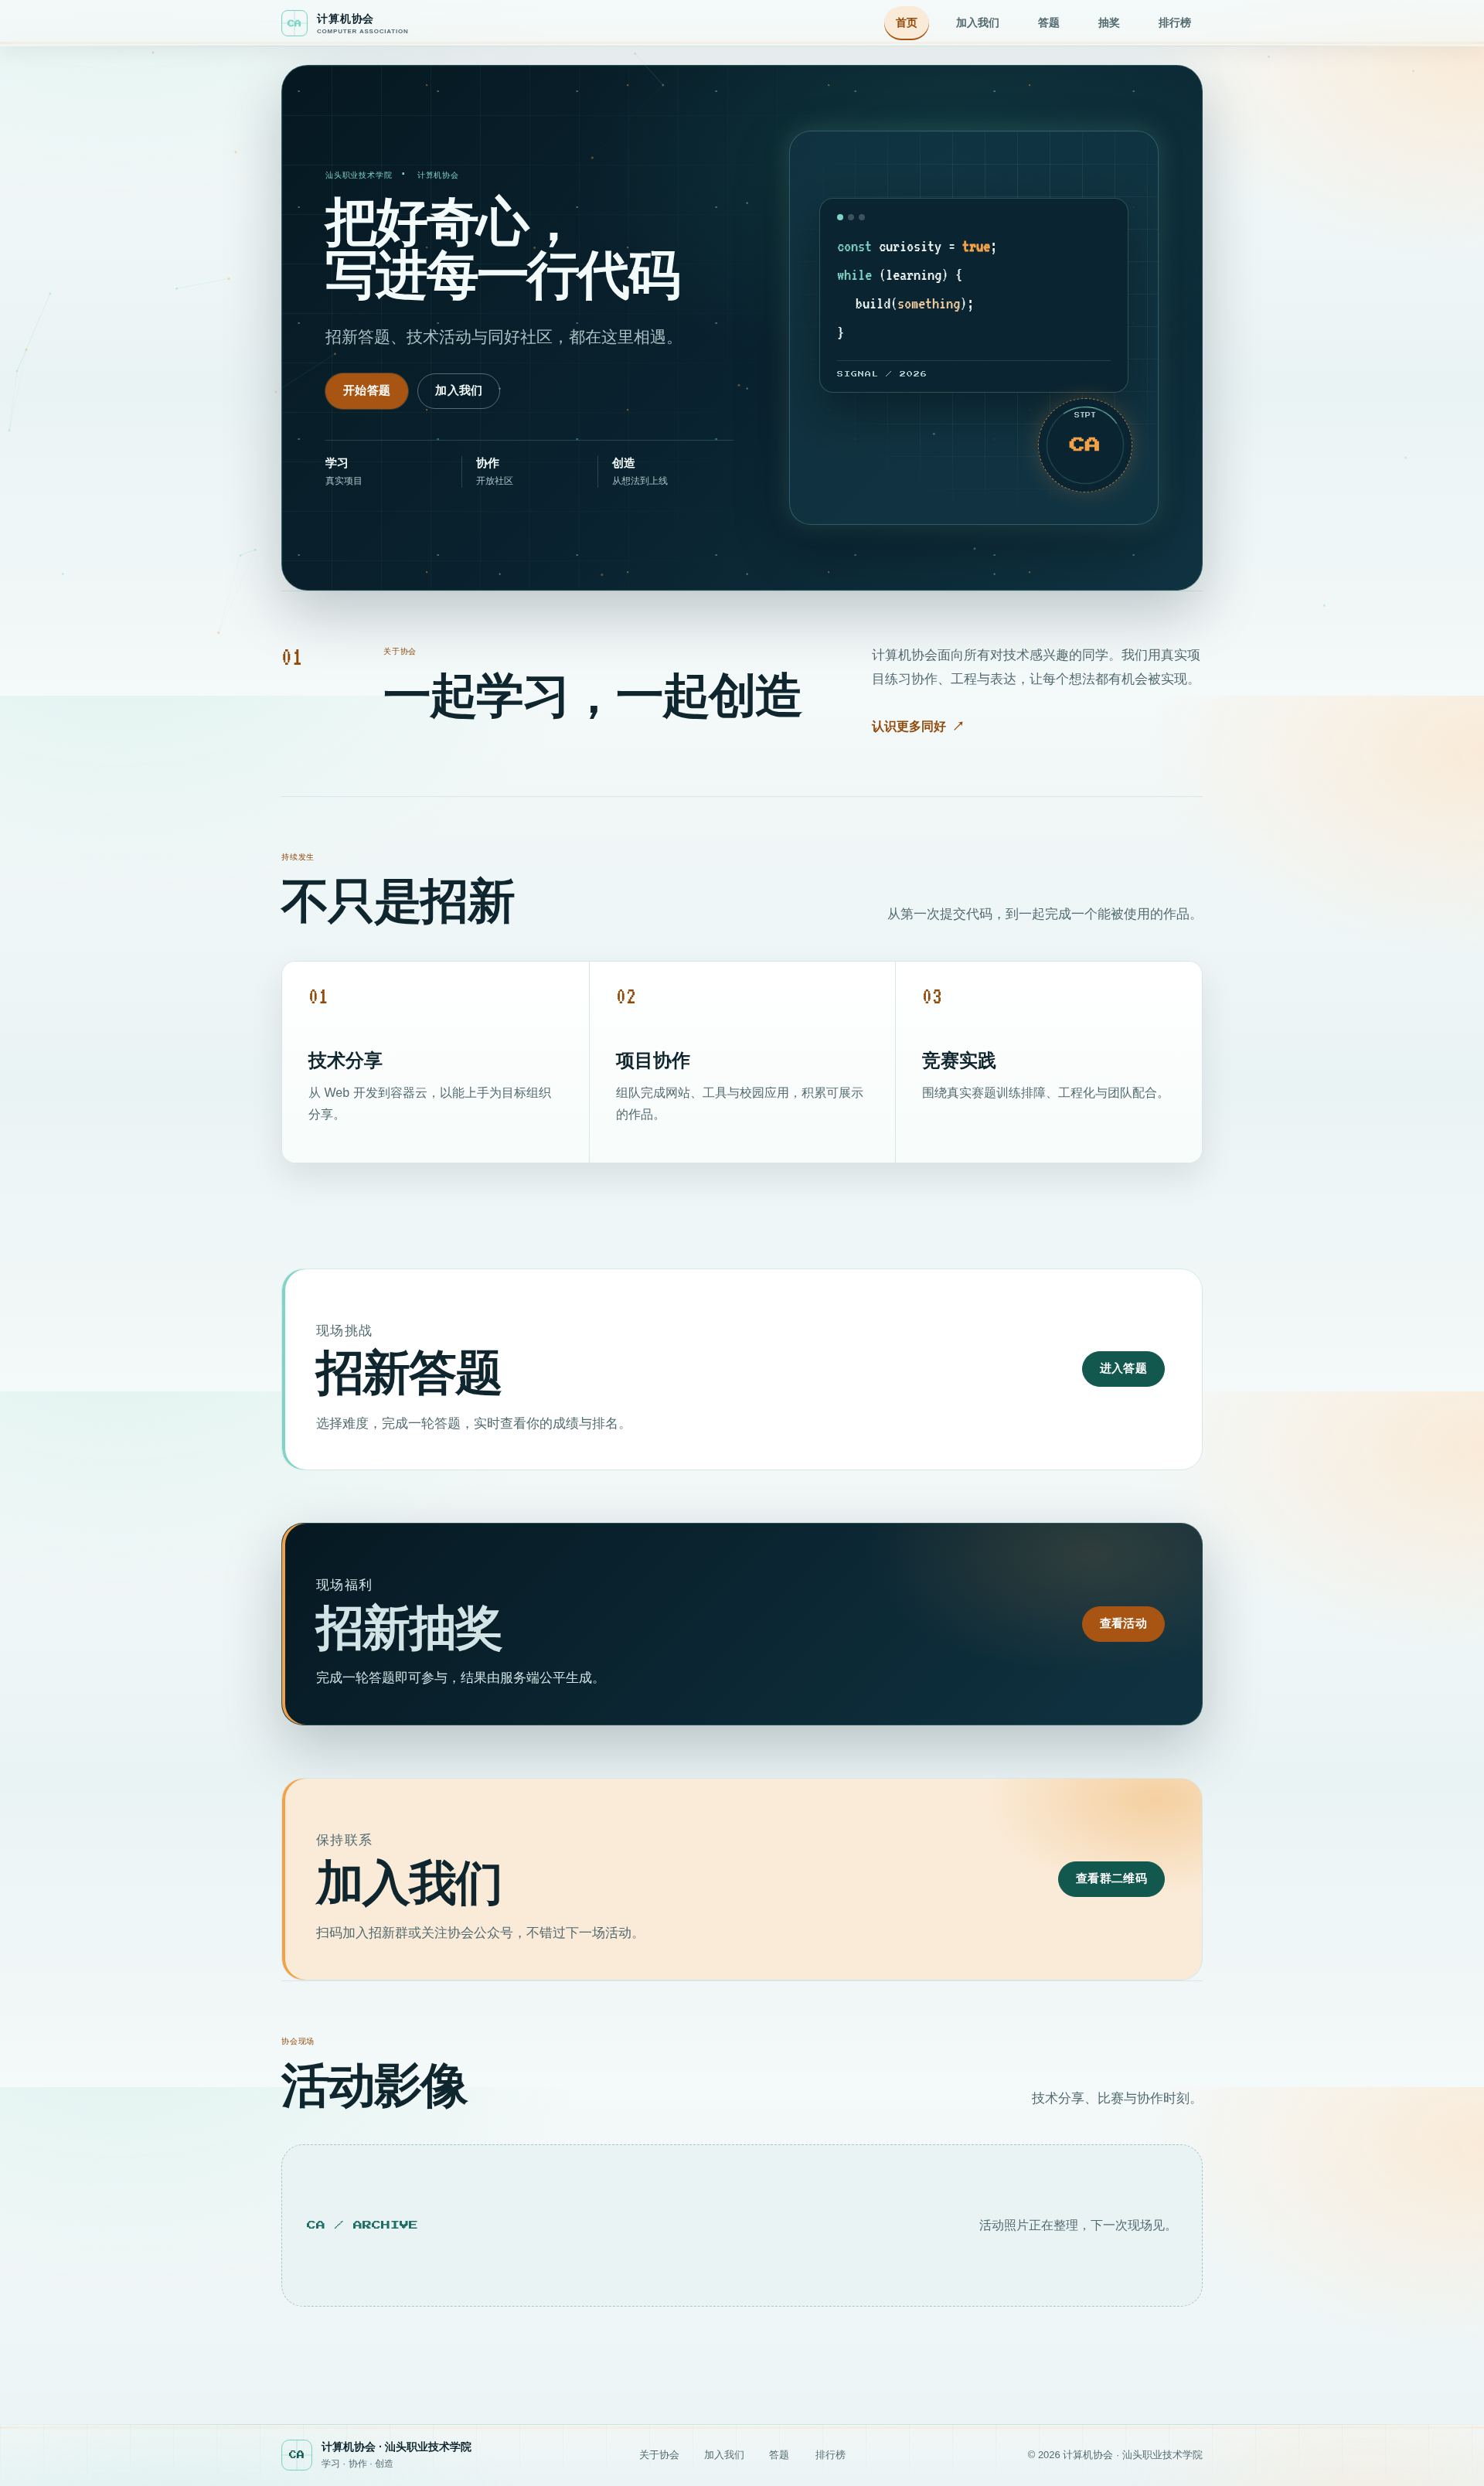 CA
计算机协会
COMPUTER ASSOCIATION
首页
加入我们
答题
抽奖
排行榜
汕头职业技术学院 · 计算机协会
把好奇心，
写进每一行代码
招新答题、技术活动与同好社区，都在这里相遇。
开始答题
加入我们
学习
真实项目
协作
开放社区
创造
从想法到上线
const curiosity = true;
while (learning) {
build(something);
}
SIGNAL / 2026
STPT
CA
01
关于协会
一起学习，一起创造
计算机协会面向所有对技术感兴趣的同学。我们用真实项
目练习协作、工程与表达，让每个想法都有机会被实现。
认识更多同好 ↗
持续发生
不只是招新
从第一次提交代码，到一起完成一个能被使用的作品。
01
技术分享
从 Web 开发到容器云，以能上手为目标组织
分享。
02
项目协作
组队完成网站、工具与校园应用，积累可展示
的作品。
03
竞赛实践
围绕真实赛题训练排障、工程化与团队配合。
现场挑战
招新答题
选择难度，完成一轮答题，实时查看你的成绩与排名。
进入答题
现场福利
招新抽奖
完成一轮答题即可参与，结果由服务端公平生成。
查看活动
保持联系
加入我们
扫码加入招新群或关注协会公众号，不错过下一场活动。
查看群二维码
协会现场
活动影像
技术分享、比赛与协作时刻。
CA / ARCHIVE
活动照片正在整理，下一次现场见。
CA
计算机协会 · 汕头职业技术学院
学习 · 协作 · 创造
关于协会
加入我们
答题
排行榜
© 2026 计算机协会 · 汕头职业技术学院